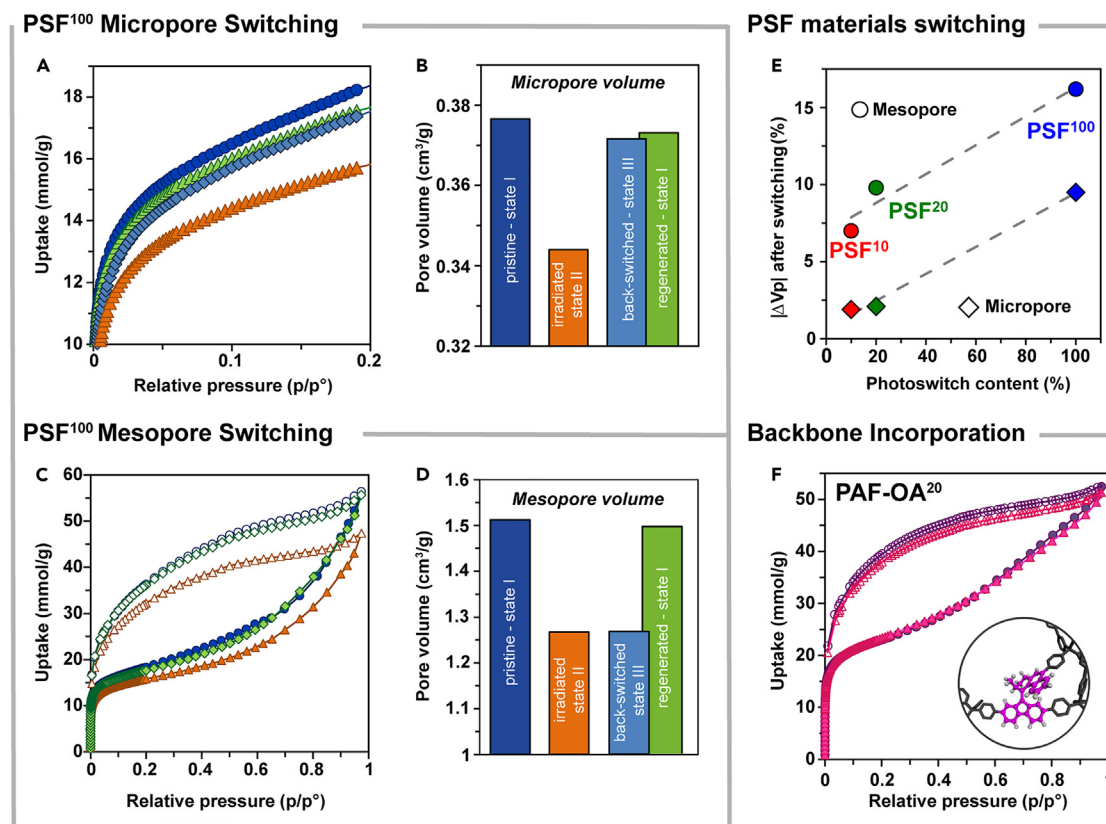 PSF¹⁰⁰ Micropore Switching
A
Uptake (mmol/g)
18
16
14
12
10
0
0.1
0.2
Relative pressure (p/p°)
B
Micropore volume
Pore volume (cm³/g)
0.38
0.36
0.34
0.32
pristine - state I
irradiated
state II
back-switched - state III
regenerated - state I
PSF¹⁰⁰ Mesopore Switching
C
Uptake (mmol/g)
60
50
40
30
20
10
0
0
0.2
0.4
0.6
0.8
1
Relative pressure (p/p°)
D
Mesopore volume
Pore volume (cm³/g)
1.6
1.5
1.4
1.3
1.2
1.1
1
pristine - state I
irradiated
state II
back-switched
state III
regenerated - state I
PSF materials switching
E
|ΔVp| after switching(%)
15
10
5
0
Mesopore
PSF¹⁰⁰
PSF²⁰
PSF¹⁰
Micropore
0
20
40
60
80
100
Photoswitch content (%)
Backbone Incorporation
F
PAF-OA²⁰
Uptake (mmol/g)
50
40
30
20
10
0
0
0.2
0.4
0.6
0.8
1
Relative pressure (p/p°)